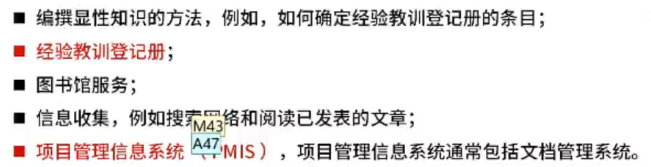 ■ 编撰显性知识的方法，例如，如何确定经验教训登记册的条目；
■ 经验教训登记册；
■ 图书馆服务；
■ 信息收集，例如搜索网络和阅读已发表的文章；
M43
A47
■ 项目管理信息系统（PMIS），项目管理信息系统通常包括文档管理系统。